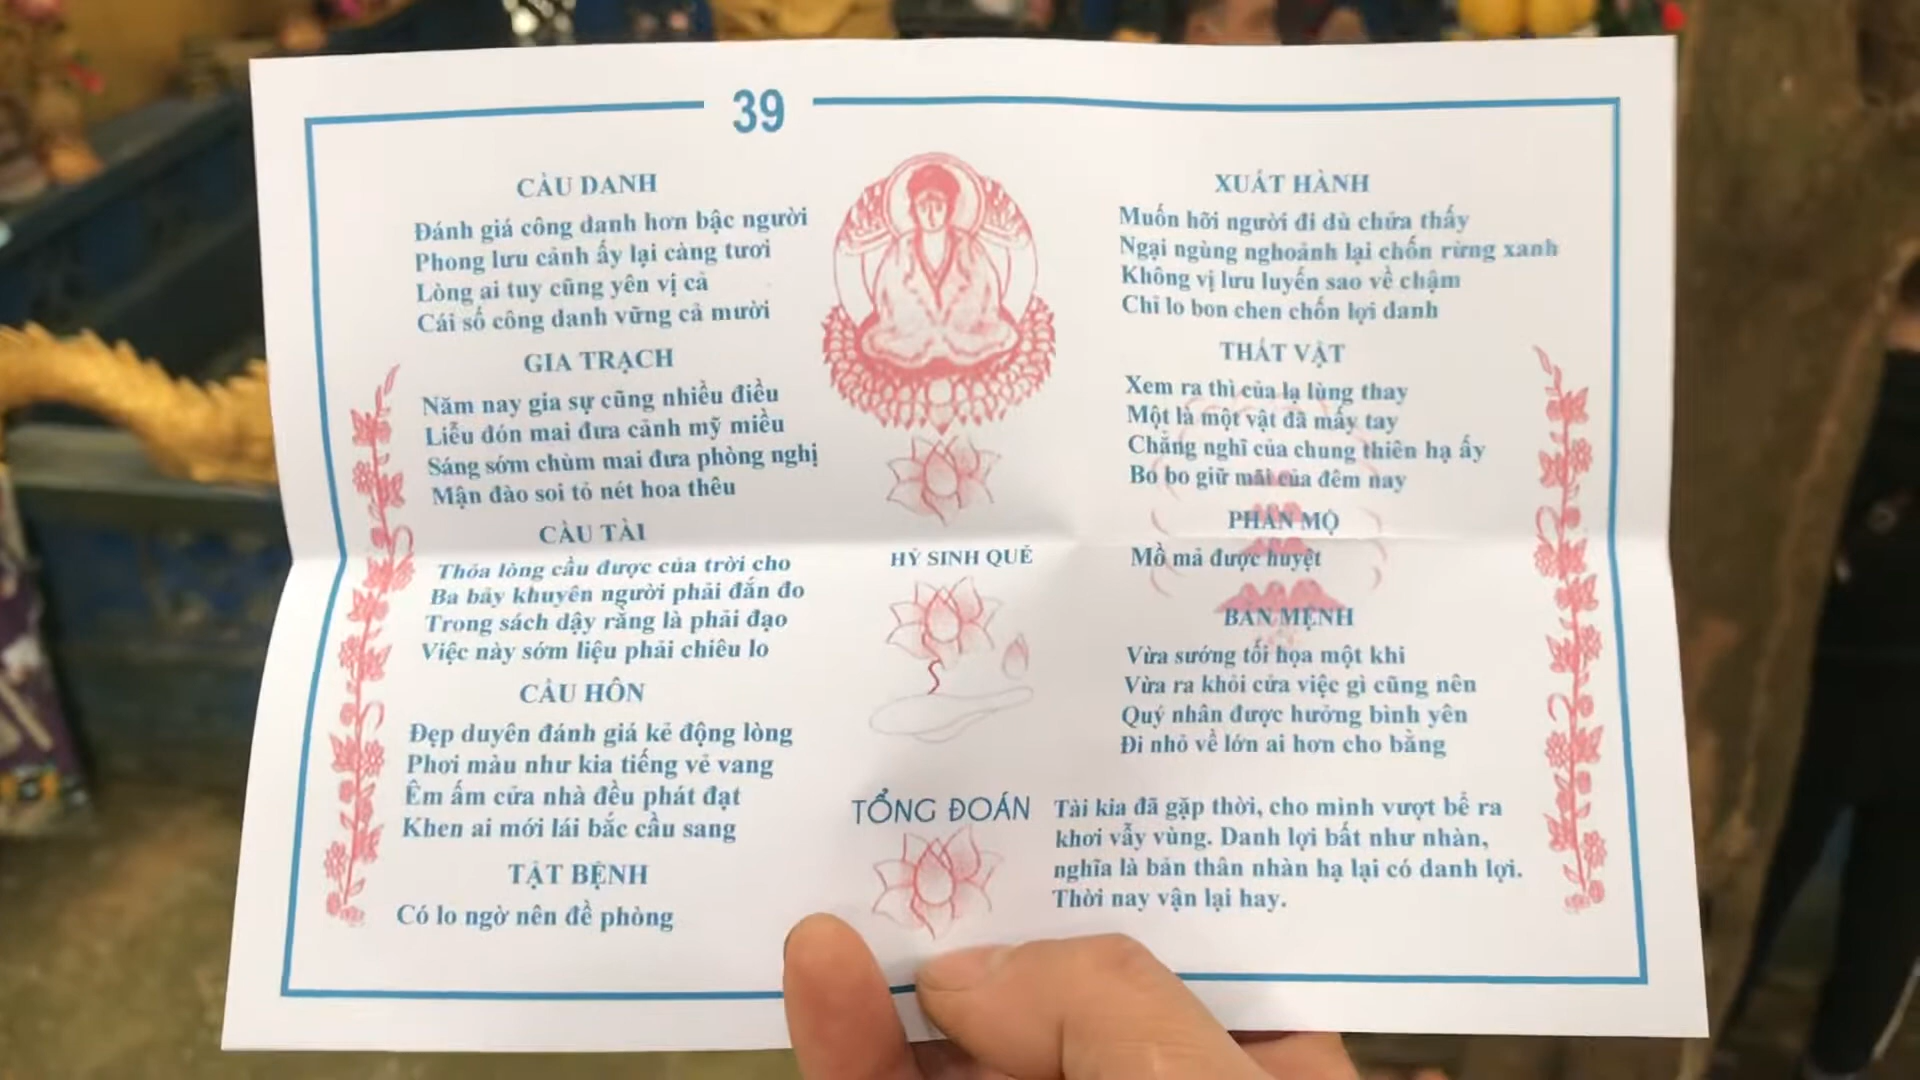 39
CẦU DANH
Đánh giá công danh hơn bậc người
Phong lưu cảnh ấy lại càng tươi
Lòng ai tuy cũng yên vị cả
Cái số công danh vững cả mười
GIA TRẠCH
Năm nay gia sự cũng nhiều điều
Liễu đón mai đưa cảnh mỹ miều
Sáng sớm chùm mai đưa phòng nghị
Mận đào soi tỏ nét hoa thêu
CẦU TÀI
Thỏa lòng cầu được của trời cho
Ba bảy khuyên người phải đắn đo
Trong sách dậy rằng là phải đạo
Việc này sớm liệu phải chiêu lo
CẦU HÔN
Đẹp duyên đánh giá kẻ động lòng
Phơi màu như kia tiếng vẻ vang
Êm ấm cửa nhà đều phát đạt
Khen ai mới lái bắc cầu sang
TẬT BỆNH
Có lo ngờ nên đề phòng
HỶ SINH QUẺ
XUẤT HÀNH
Muốn hỏi người đi dù chửa thấy
Ngại ngùng nghoảnh lại chốn rừng xanh
Không vị lưu luyến sao về chậm
Chỉ lo bon chen chốn lợi danh
THẤT VẬT
Xem ra thì của lạ lùng thay
Một là một vật đã mấy tay
Chẳng nghĩ của chung thiên hạ ấy
Bo bo giữ mãi của đêm nay
PHẦN MỘ
Mồ mả được huyệt
BẢN MỆNH
Vừa sướng tối họa một khi
Vừa ra khỏi cửa việc gì cũng nên
Quý nhân được hưởng bình yên
Đi nhỏ về lớn ai hơn cho bằng
TỔNG ĐOÁN
Tài kia đã gặp thời, cho mình vượt bể ra
khơi vẫy vùng. Danh lợi bất như nhàn,
nghĩa là bản thân nhàn hạ lại có danh lợi.
Thời nay vận lại hay.